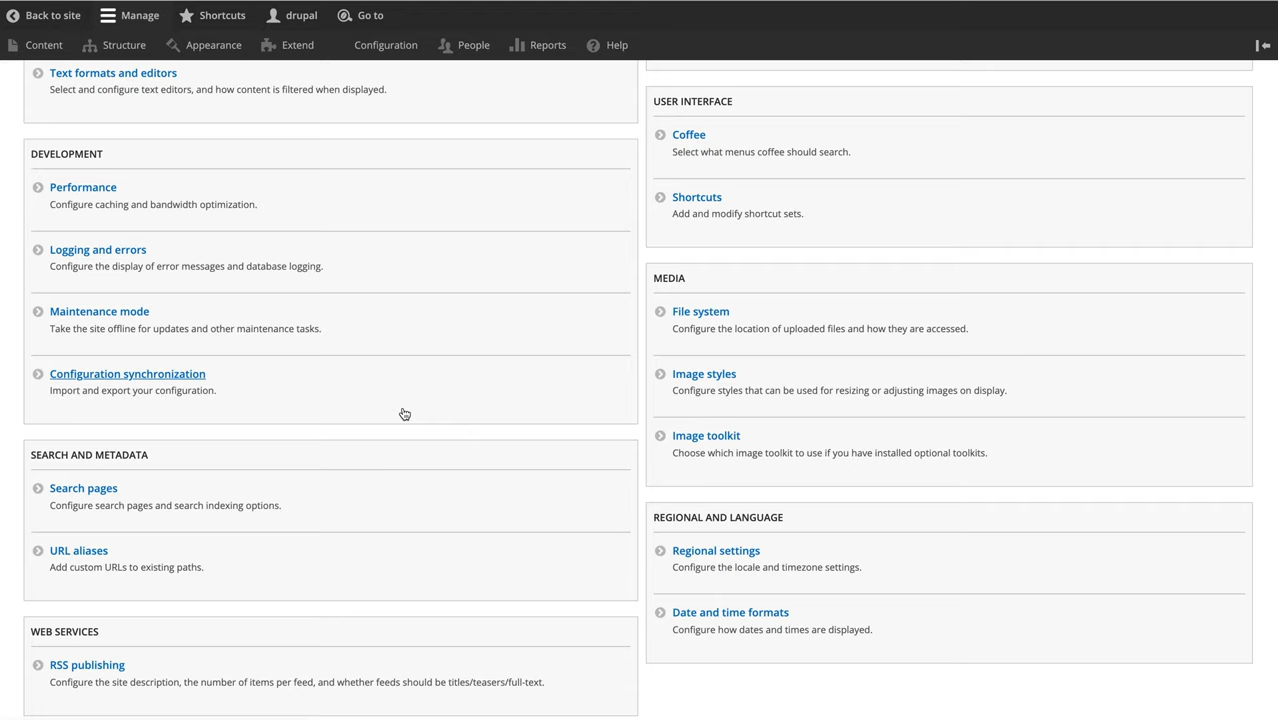 Back to site
Manage
Shortcuts
drupal
Go to
Content
Structure
Appearance
Extend
Configuration
People
Reports
Help
Text formats and editors
Select and configure text editors, and how content is filtered when displayed.
DEVELOPMENT
Performance
Configure caching and bandwidth optimization.
Logging and errors
Configure the display of error messages and database logging.
Maintenance mode
Take the site offline for updates and other maintenance tasks.
Configuration synchronization
Import and export your configuration.
SEARCH AND METADATA
Search pages
Configure search pages and search indexing options.
URL aliases
Add custom URLs to existing paths.
WEB SERVICES
RSS publishing
Configure the site description, the number of items per feed, and whether feeds should be titles/teasers/full-text.
USER INTERFACE
Coffee
Select what menus coffee should search.
Shortcuts
Add and modify shortcut sets.
MEDIA
File system
Configure the location of uploaded files and how they are accessed.
Image styles
Configure styles that can be used for resizing or adjusting images on display.
Image toolkit
Choose which image toolkit to use if you have installed optional toolkits.
REGIONAL AND LANGUAGE
Regional settings
Configure the locale and timezone settings.
Date and time formats
Configure how dates and times are displayed.